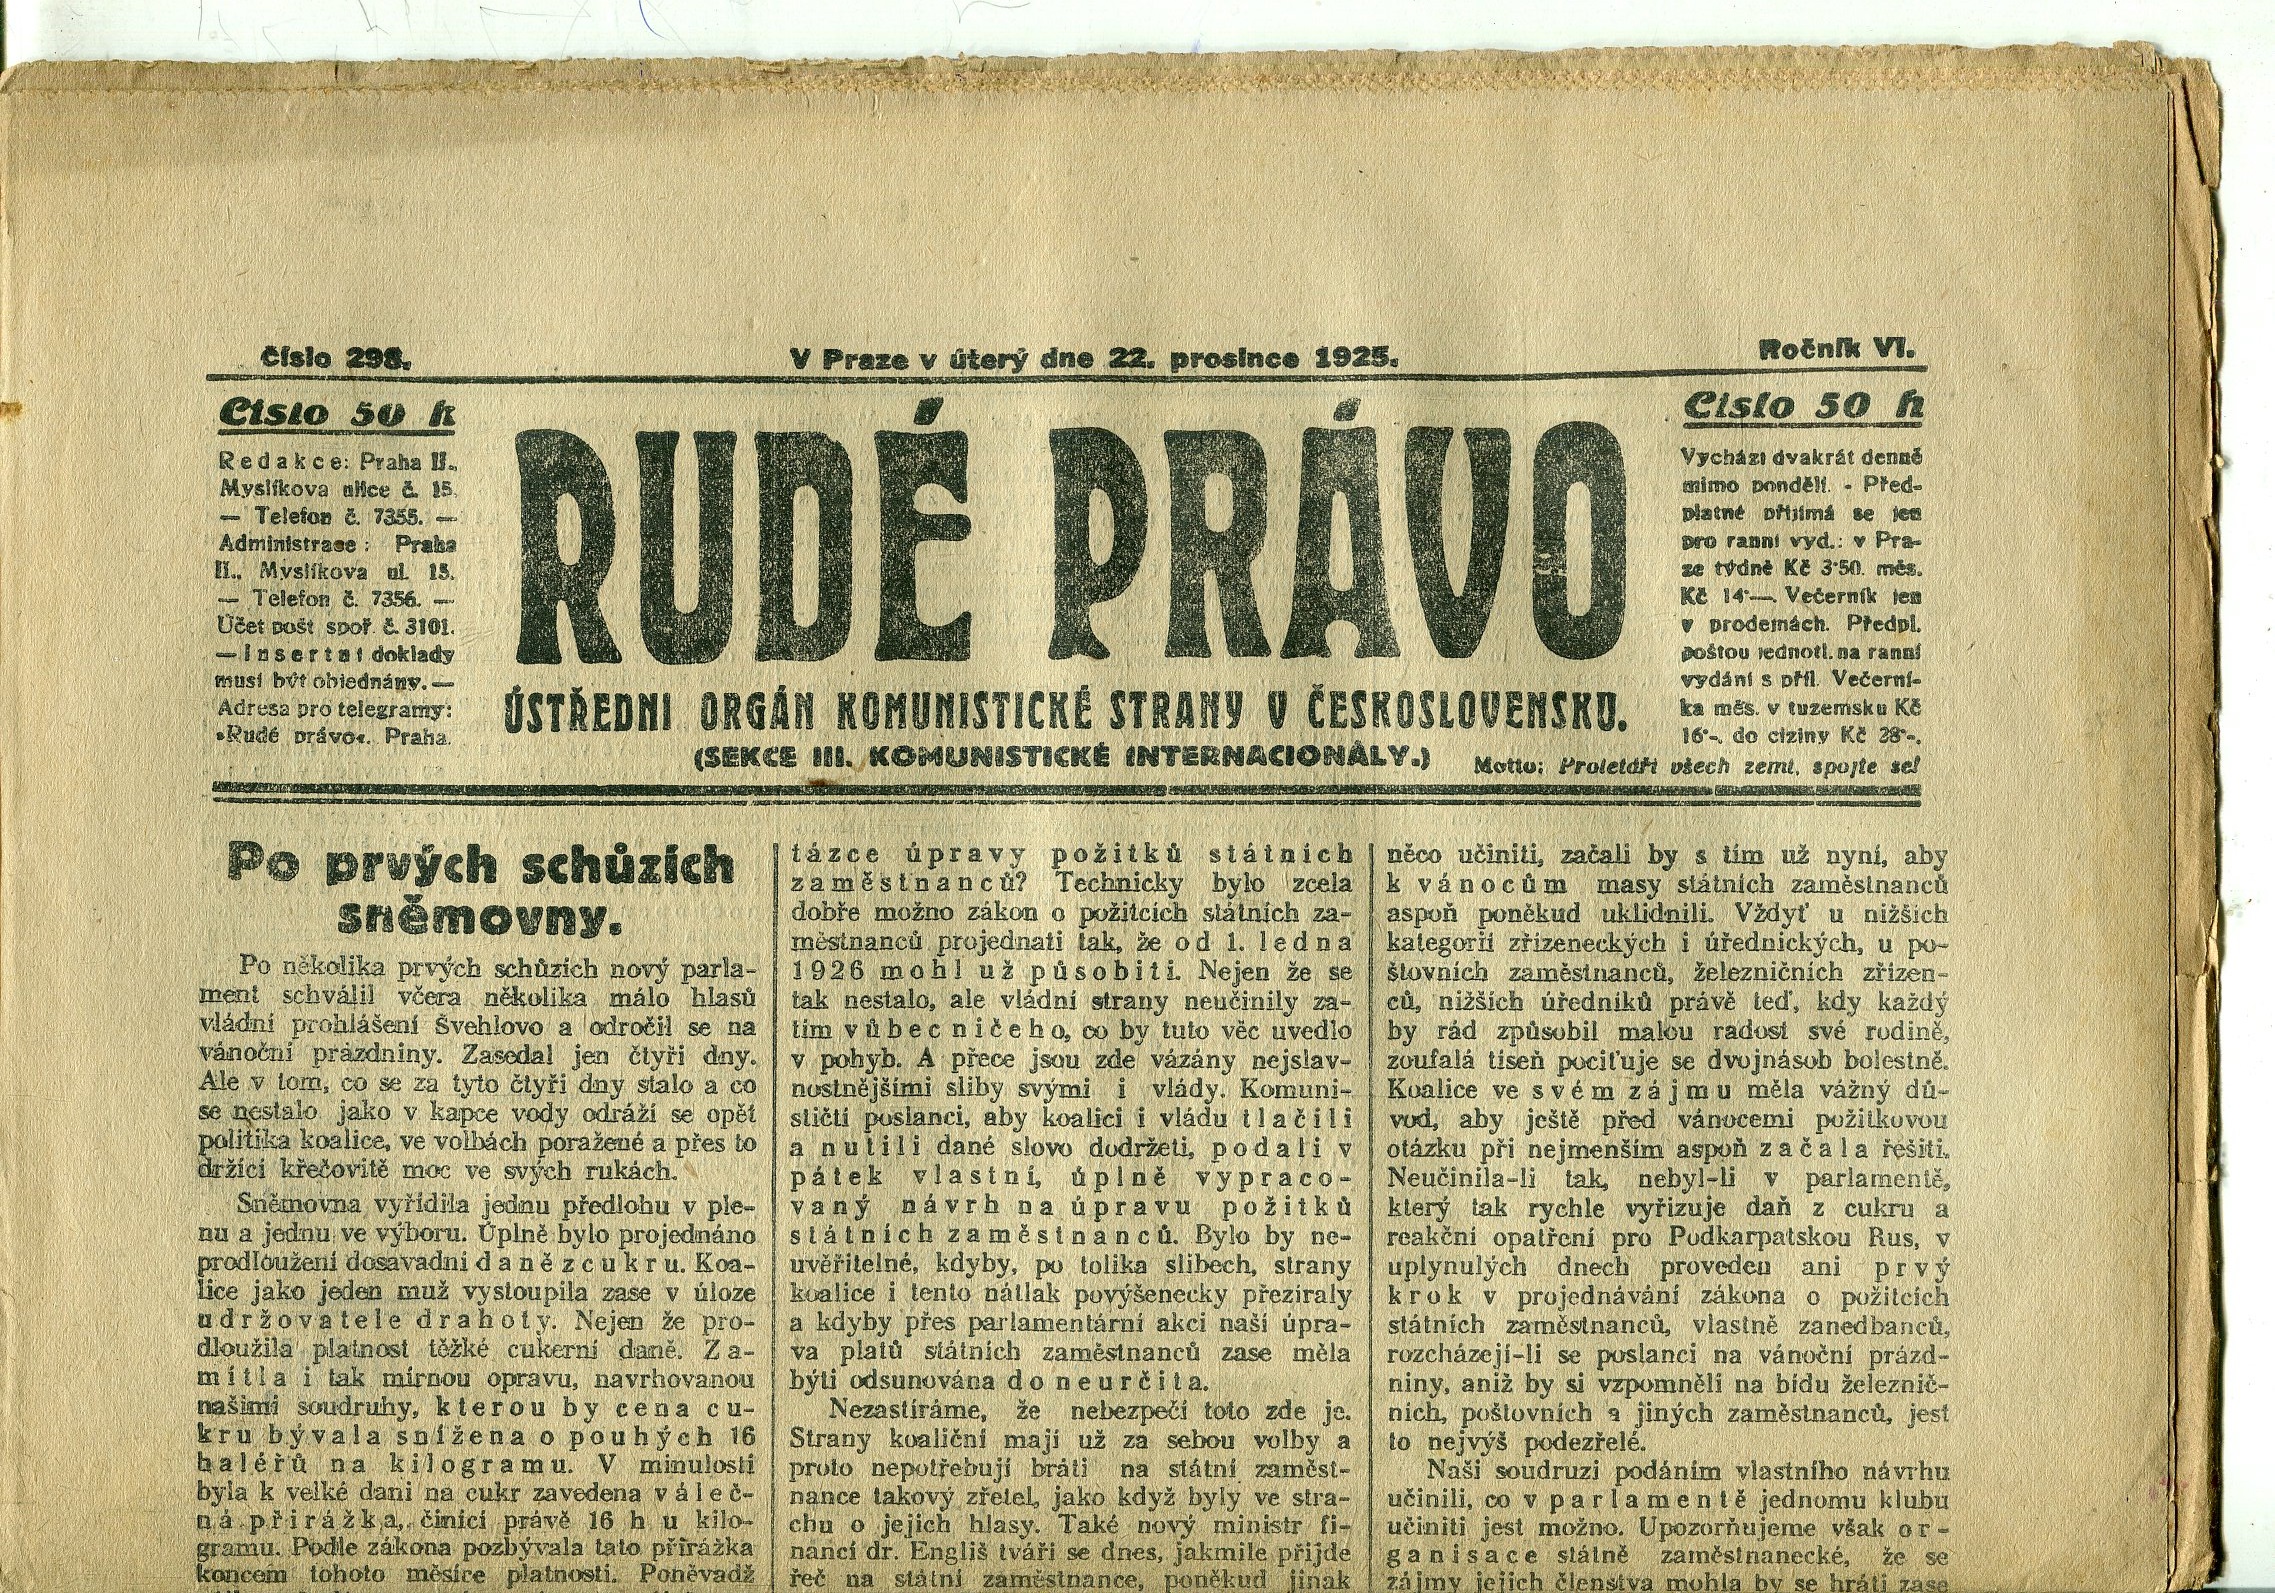 Číslo 298.
V Praze v úterý dne 22. prosince 1925.
Ročník VI.
Číslo 50 h
Redakce: Praha II.,
Myslíkova ulice č. 15.
— Telefon č. 7355. —
Administrace: Praha
II., Myslíkova ul. 15.
— Telefon č. 7356. —
Účet pošt. spoř. č. 3101.
— Insertní doklady
musí být objednány. —
Adresa pro telegramy:
»Rudé právo«, Praha.
RUDÉ PRÁVO
ÚSTŘEDNI ORGÁN KOMUNISTICKÉ STRANY V ČESKOSLOVENSKU.
(SEKCE III. KOMUNISTICKÉ INTERNACIONÁLY.)
Motto: Proletáři všech zemí, spojte se!
Číslo 50 h
Vychází dvakrát denně
mimo pondělí. - Před-
platné přijímá se jen
pro ranní vyd.: v Pra-
ze týdně Kč 3·50. měs.
Kč 14·—. Večerník jen
v prodejnách. Předpl.
poštou jednotl. na ranní
vydání s příl. Večerní-
ka měs. v tuzemsku Kč
16·-, do ciziny Kč 28·-.
Po prvých schůzích
sněmovny.
Po několika prvých schůzích nový parla-
ment schválil včera několika málo hlasů
vládní prohlášení Švehlovo a odročil se na
vánoční prázdniny. Zasedal jen čtyři dny.
Ale v tom, co se za tyto čtyři dny stalo a co
se nestalo jako v kapce vody odráží se opět
politika koalice, ve volbách poražené a přes to
držící křečovitě moc ve svých rukách.
Sněmovna vyřídila jednu předlohu v ple-
nu a jednu ve výboru. Úplně bylo projednáno
prodloužení dosavadní daně z cukru. Koa-
lice jako jeden muž vystoupila zase v úloze
udržovatele drahoty. Nejen že pro-
dloužila platnost těžké cukerní daně. Za-
mítla i tak mírnou opravu, navrhovanou
našimi soudruhy, kterou by cena cu-
kru bývala snížena o pouhých 16
haléřů na kilogramu. V minulosti
byla k velké dani na cukr zavedena váleč-
ná přirážka, činící právě 16 h u kilo-
gramu. Podle zákona pozbývala tato přirážka
koncem tohoto měsíce platnosti. Poněvadž
tázce úpravy požitků státních
zaměstnanců? Technicky bylo zcela
dobře možno zákon o požitcích státních za-
městnanců projednati tak, že od 1. ledna
1926 mohl už působiti. Nejen že se
tak nestalo, ale vládní strany neučinily za-
tím vůbec ničeho, co by tuto věc uvedlo
v pohyb. A přece jsou zde vázány nejslav-
nostnějšími sliby svými i vlády. Komuni-
stičtí poslanci, aby koalici i vládu tlačili
a nutili dané slovo dodržeti, podali v
pátek vlastní, úplně vypraco-
vaný návrh na úpravu požitků
státních zaměstnanců. Bylo by ne-
uvěřitelné, kdyby, po tolika slibech, strany
koalice i tento nátlak povýšenecky přezíraly
a kdyby přes parlamentární akci naší úpra-
va platů státních zaměstnanců zase měla
býti odsunována do neurčita.
Nezastíráme, že nebezpečí toto zde je.
Strany koaliční mají už za sebou volby a
proto nepotřebují bráti na státní zaměst-
nance takový zřetel, jako když byly ve stra-
chu o jejich hlasy. Také nový ministr fi-
nancí dr. Engliš tváří se dnes, jakmile přijde
řeč na státní zaměstnance, poněkud jinak
něco učiniti, začali by s tím už nyní, aby
k vánocům masy státních zaměstnanců
aspoň poněkud uklidnili. Vždyť u nižších
kategorií zřízeneckých i úřednických, u po-
štovních zaměstnanců, železničních zřízen-
ců, nižších úředníků právě teď, kdy každý
by rád způsobil malou radost své rodině,
zoufalá tíseň pociťuje se dvojnásob bolestně.
Koalice ve svém zájmu měla vážný dů-
vod, aby ještě před vánocemi požitkovou
otázku při nejmenším aspoň začala řešiti.
Neučinila-li tak, nebyl-li v parlamentě,
který tak rychle vyřizuje daň z cukru a
reakční opatření pro Podkarpatskou Rus, v
uplynulých dnech proveden ani prvý
krok v projednávání zákona o požitcích
státních zaměstnanců, vlastně zanedbanců,
rozcházejí-li se poslanci na vánoční prázd-
niny, aniž by si vzpomněli na bídu železnič-
ních, poštovních a jiných zaměstnanců, jest
to nejvýš podezřelé.
Naši soudruzi podáním vlastního návrhu
učinili, co v parlamentě jednomu klubu
učiniti jest možno. Upozorňujeme však or-
ganisace státně zaměstnanecké, že se
zájmy jejich členstva mohla by se hráti zase